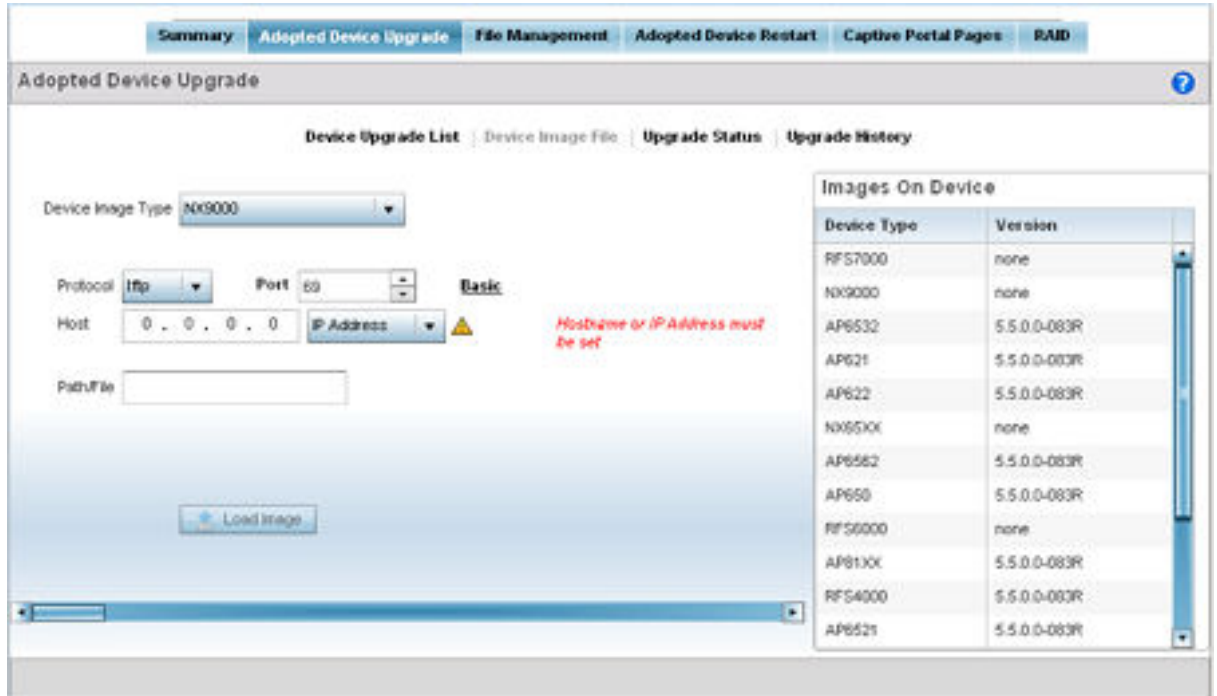 Summary Adopted Device Upgrade File Management Adopted Device Restart Captive Portal Pages RAID
Adopted Device Upgrade
Device Upgrade List Device Image File Upgrade Status Upgrade History
Device Image Type NX9000
Protocol tftp Port 69 Basic
Host 0 . 0 . 0 . 0 IP Address Hostname or IP Address must
be set
Path/File
Load Image
Images On Device
Device Type Version
RFS7000 none
NX9000 none
AP6532 5.5.0.0-083R
AP621 5.5.0.0-083R
AP622 5.5.0.0-083R
NX65XX none
AP6562 5.5.0.0-083R
AP650 5.5.0.0-083R
RFS6000 none
AP81XX 5.5.0.0-083R
RFS4000 5.5.0.0-083R
AP6521 5.5.0.0-083R